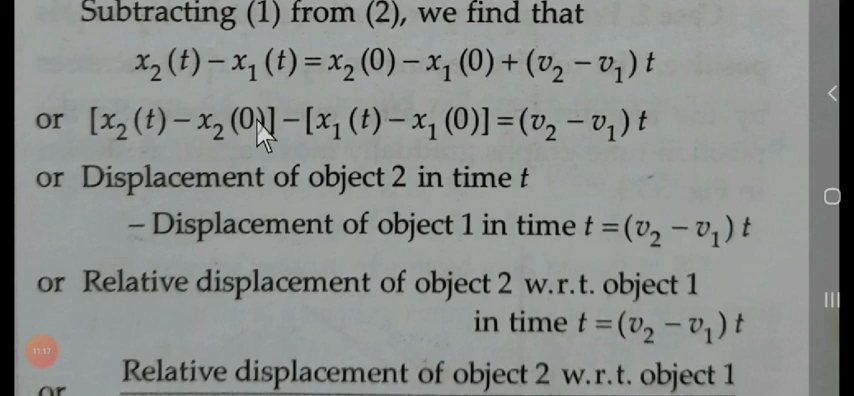 Subtracting (1) from (2), we find that
x₂(t) – x₁(t) = x₂(0) – x₁(0) + (v₂ – v₁) t
or [x₂(t) – x₂(0)] – [x₁(t) – x₁(0)] = (v₂ – v₁) t
or Displacement of object 2 in time t
– Displacement of object 1 in time t = (v₂ – v₁) t
or Relative displacement of object 2 w.r.t. object 1
in time t = (v₂ – v₁) t
11:17
Relative displacement of object 2 w.r.t. object 1
or